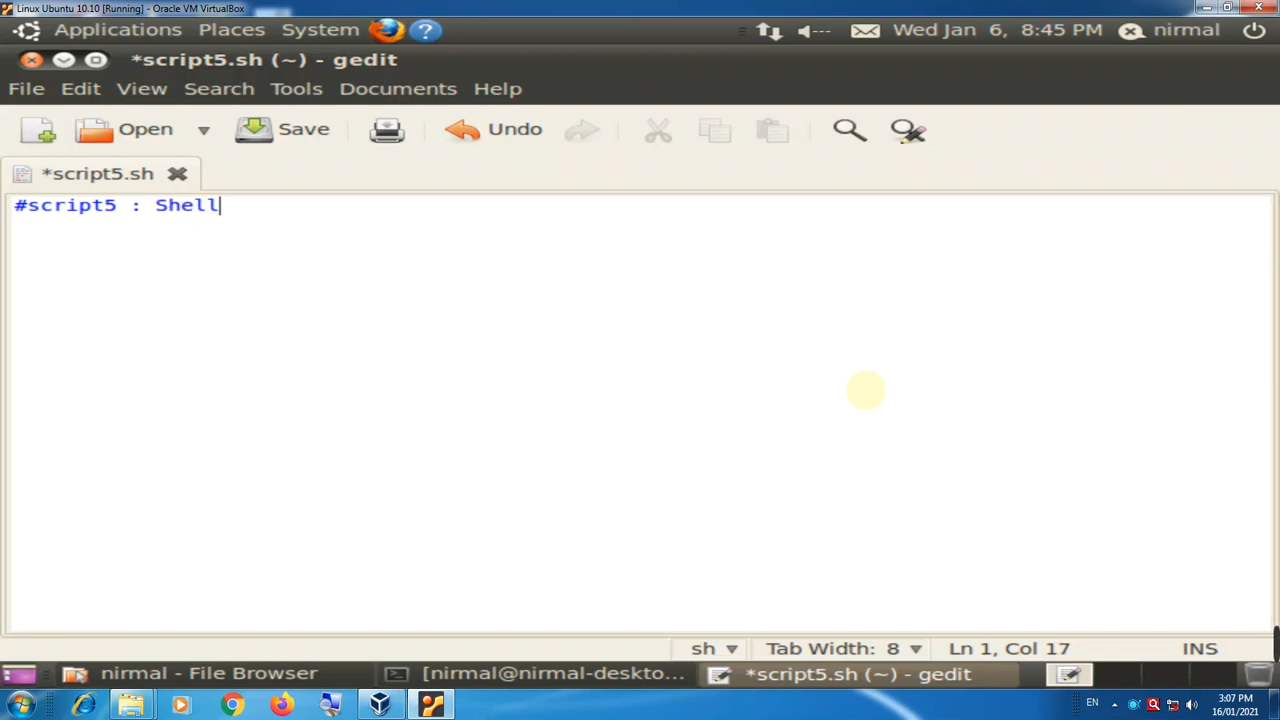 Linux Ubuntu 10.10 [Running] - Oracle VM VirtualBox
Applications Places System ? Wed Jan 6, 8:45 PM nirmal
*script5.sh (~) - gedit
File Edit View Search Tools Documents Help
Open Save Undo
*script5.sh
#script5 : Shell
sh Tab Width: 8 Ln 1, Col 17 INS
nirmal - File Browser [nirmal@nirmal-deskto... *script5.sh (~) - gedit
EN 3:07 PM
16/01/2021